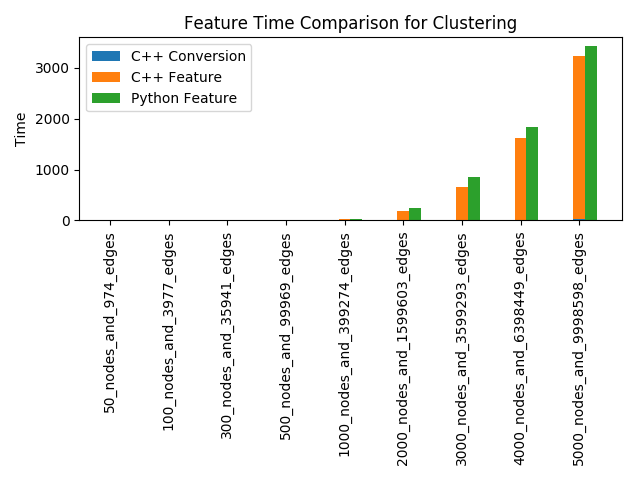 Feature Time Comparison for Clustering
C++ Conversion
C++ Feature
Python Feature
Time
3000
2000
1000
0
50_nodes_and_974_edges
100_nodes_and_3977_edges
300_nodes_and_35941_edges
500_nodes_and_99969_edges
1000_nodes_and_399274_edges
2000_nodes_and_1599603_edges
3000_nodes_and_3599293_edges
4000_nodes_and_6398449_edges
5000_nodes_and_9998598_edges